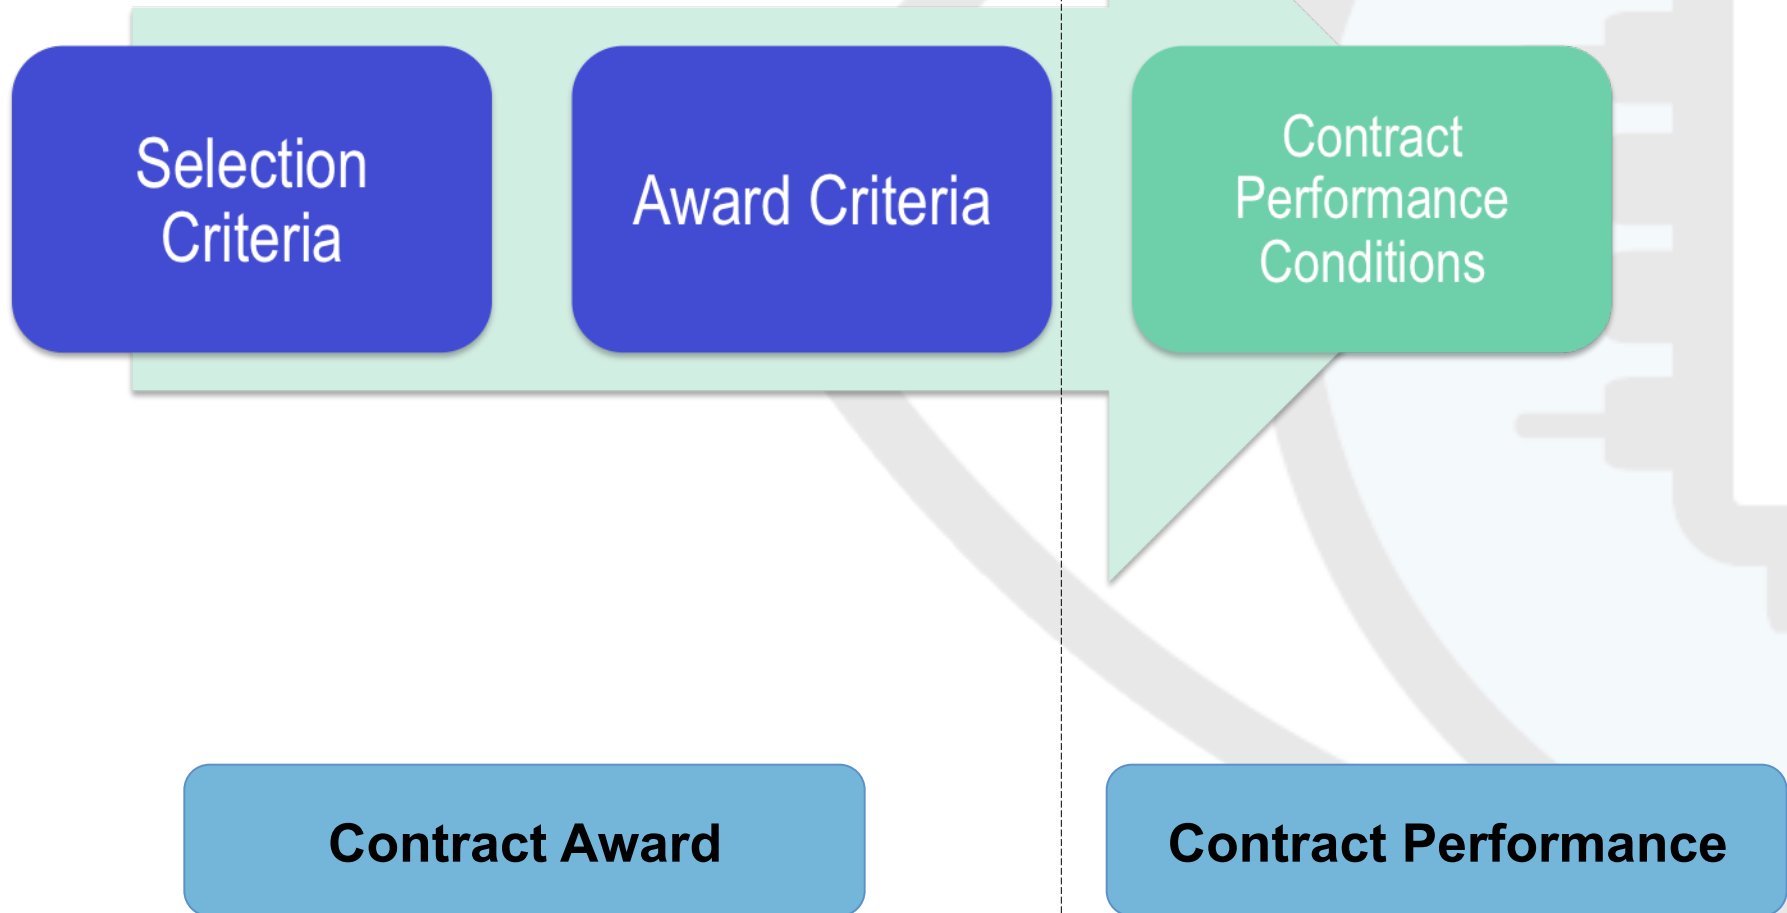 Selection
Criteria
Award Criteria
Contract
Performance
Conditions
Contract Award
Contract Performance